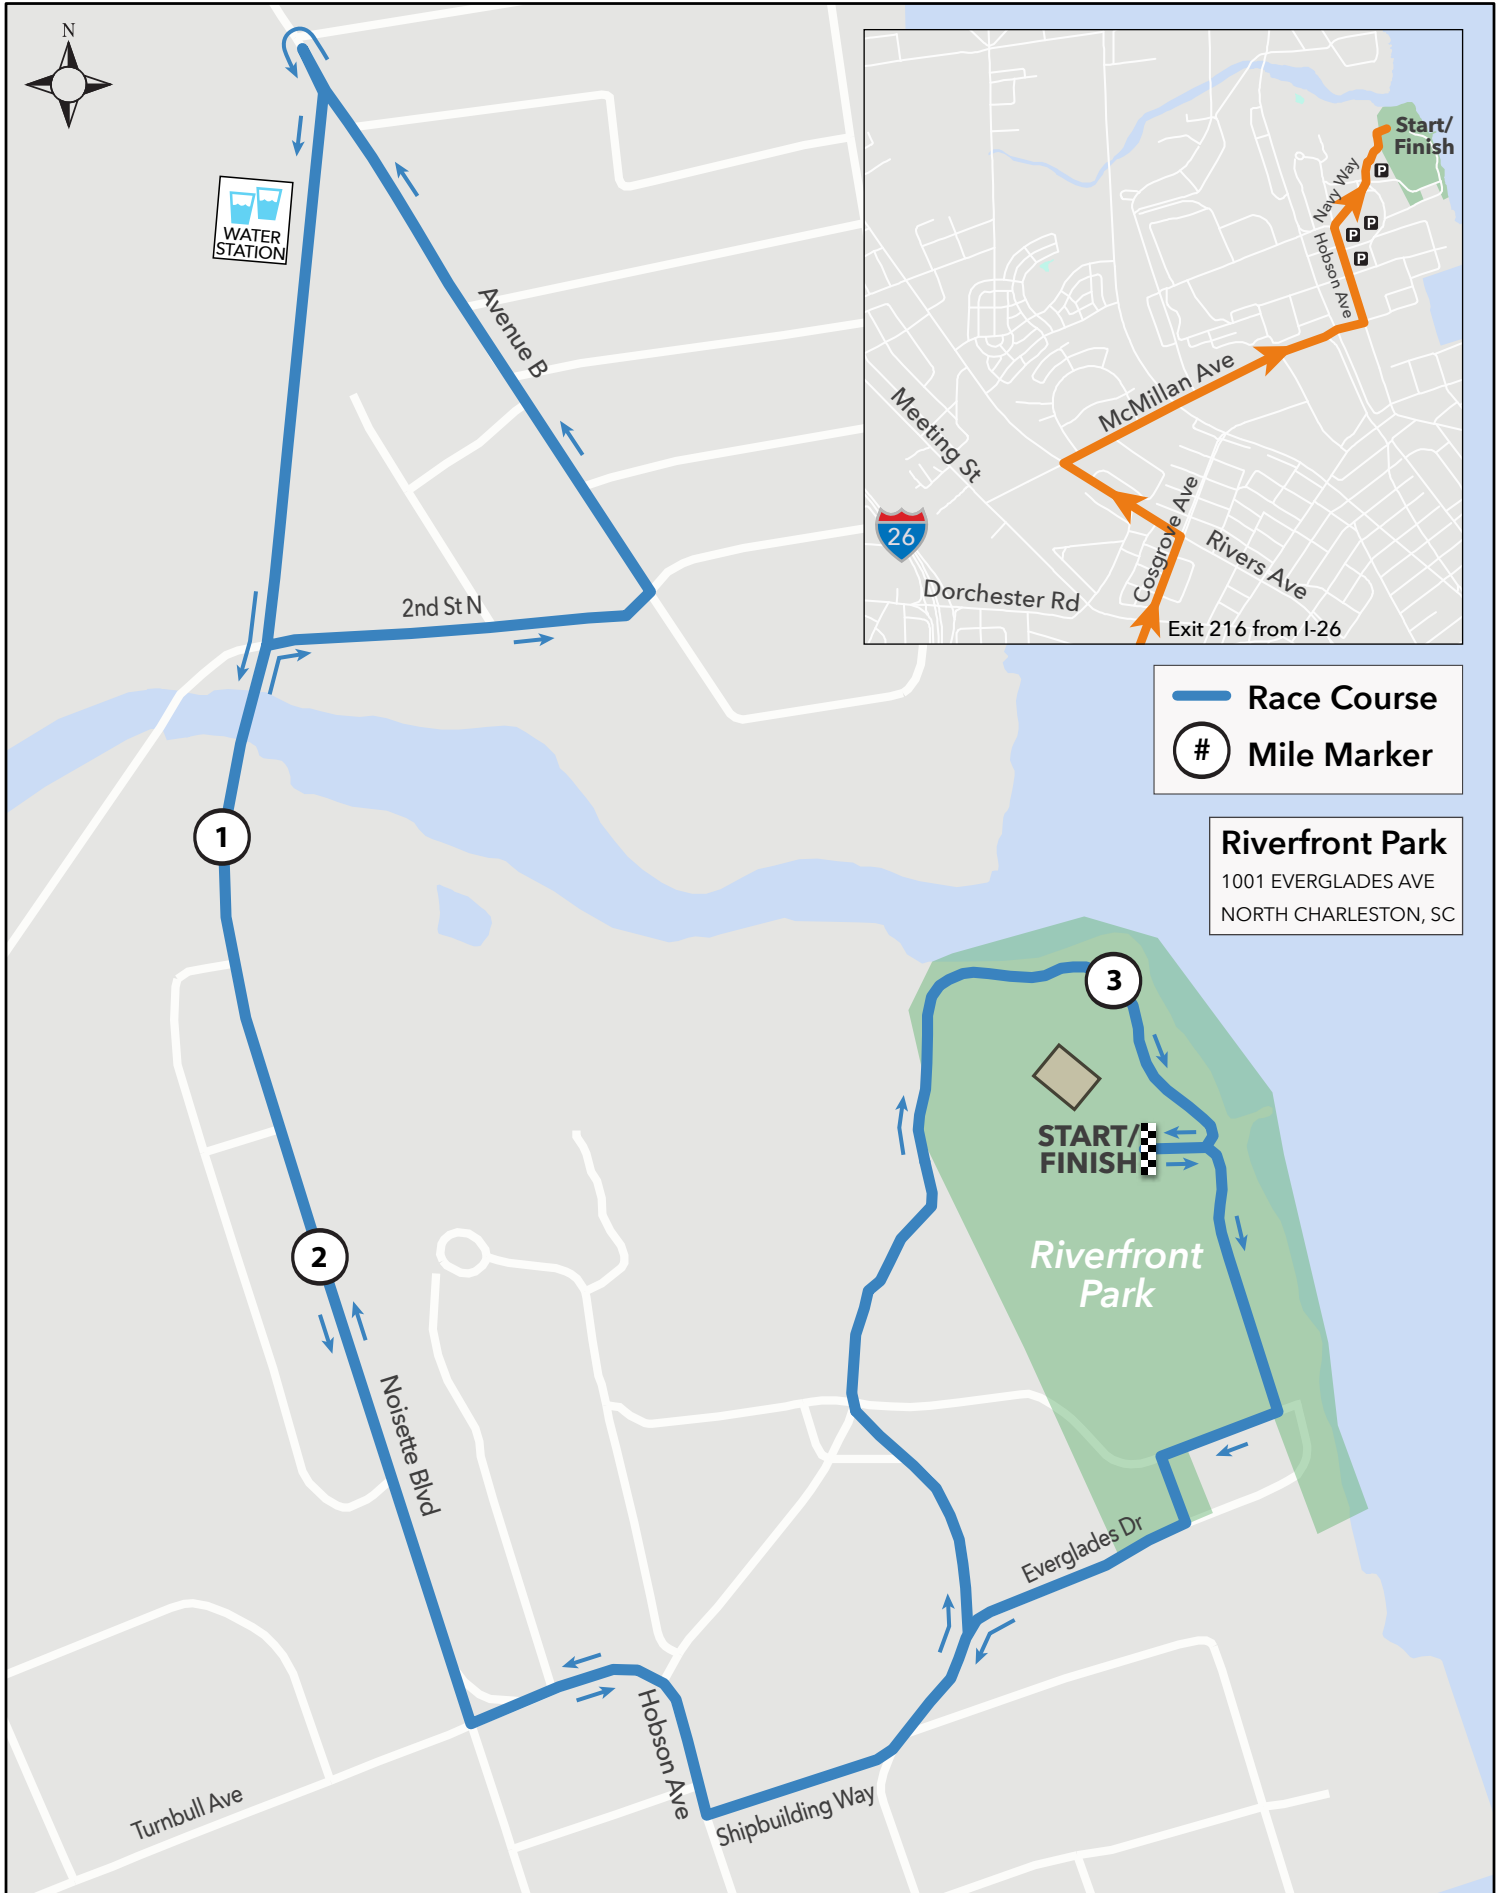 N
WATER
STATION
Avenue B
2nd St N
Start/
Finish
Navy Way
Hobson Ave
P
P
P
P
McMillan Ave
Meeting St
26
Cosgrove Ave
Rivers Ave
Dorchester Rd
Exit 216 from I-26
Race Course
# Mile Marker
Riverfront Park
1001 EVERGLADES AVE
NORTH CHARLESTON, SC
1
3
START/
FINISH
Riverfront
Park
2
Noisette Blvd
Everglades Dr
Hobson Ave
Shipbuilding Way
Turnbull Ave